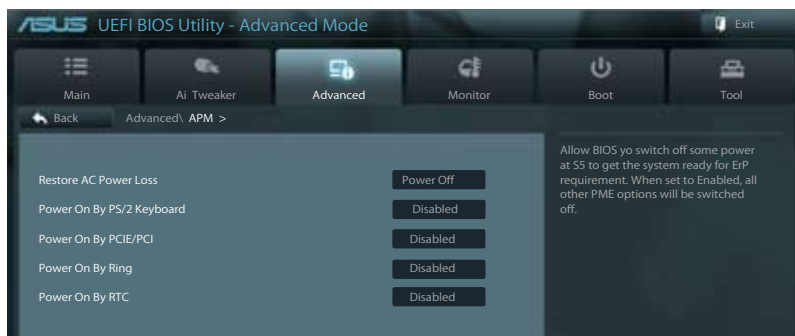 ASUS UEFI BIOS Utility - Advanced Mode
Exit
Main
Ai Tweaker
Advanced
Monitor
Boot
Tool
Back
Advanced\ APM >
Restore AC Power Loss
Power Off
Power On By PS/2 Keyboard
Disabled
Power On By PCIE/PCI
Disabled
Power On By Ring
Disabled
Power On By RTC
Disabled
Allow BIOS yo switch off some power
at S5 to get the system ready for ErP
requirement. When set to Enabled, all
other PME options will be switched
off.